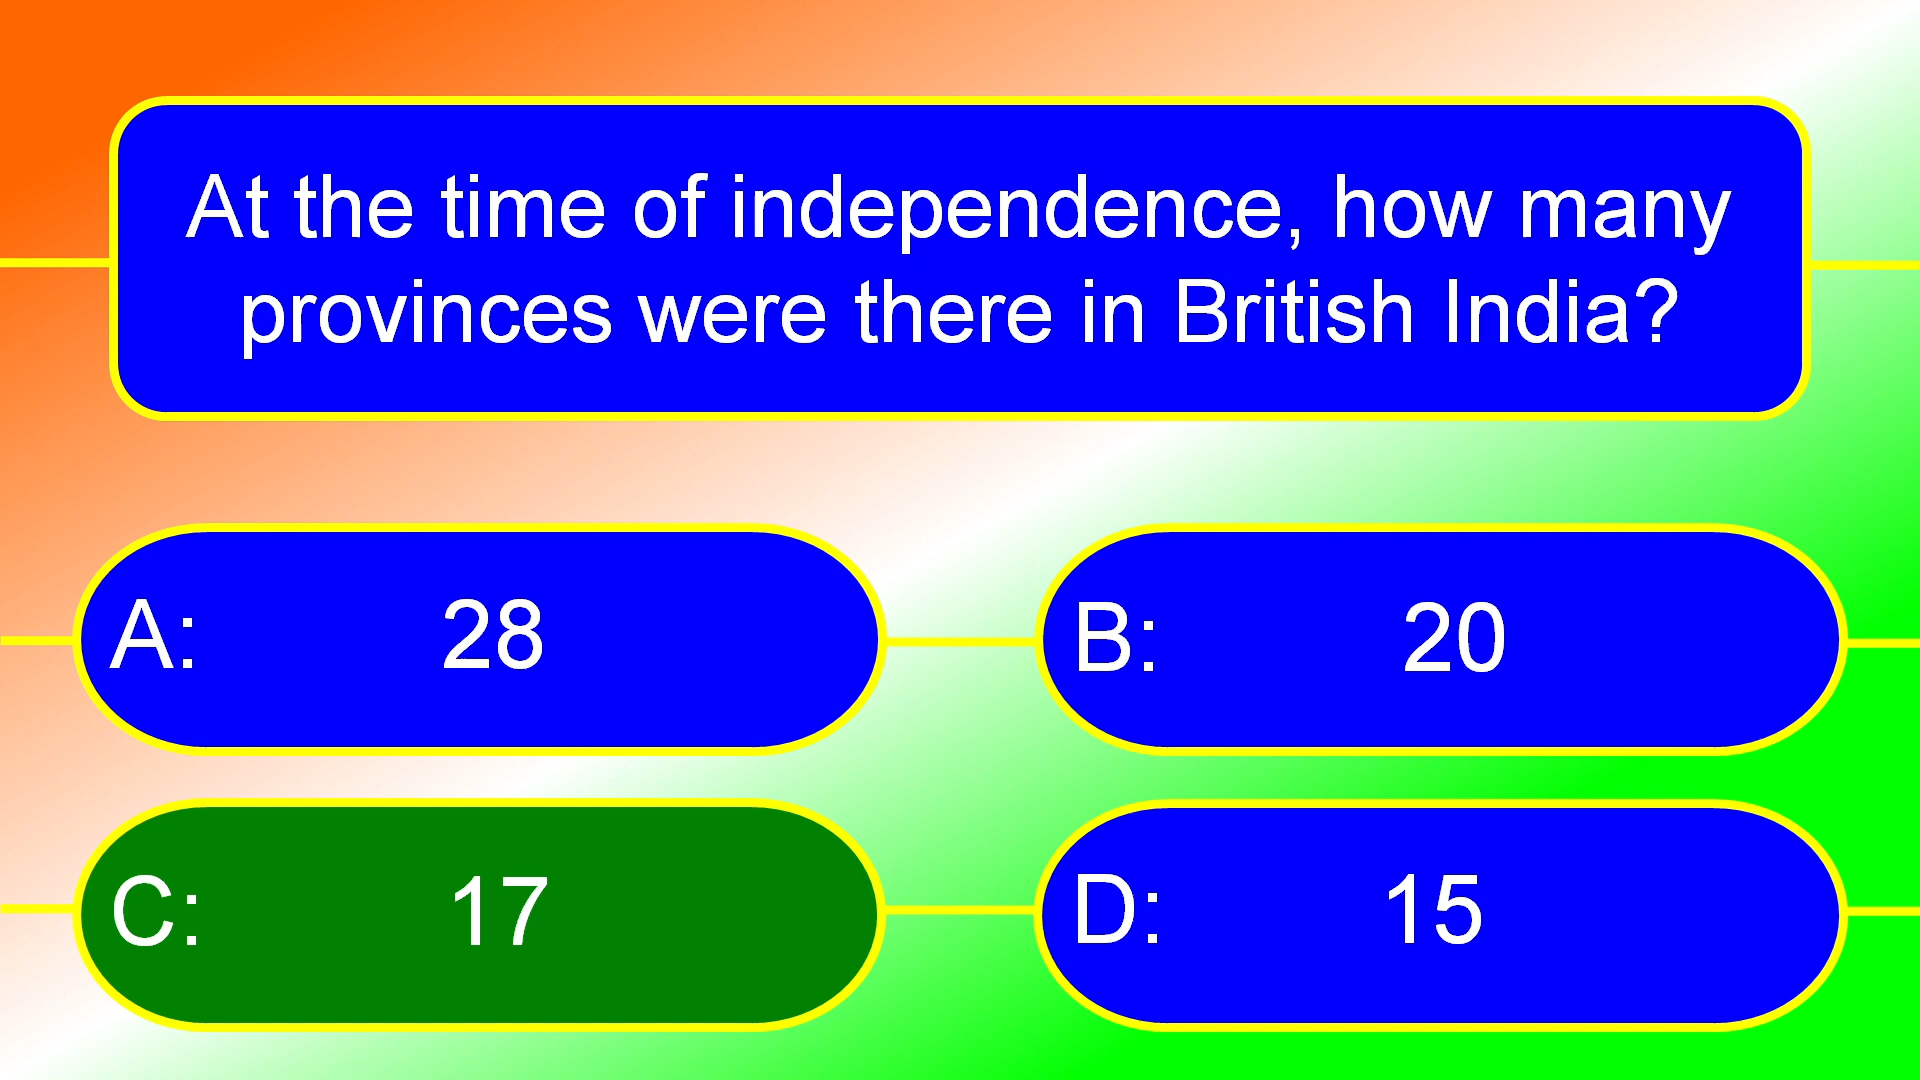 At the time of independence, how many
provinces were there in British India?
A: 28
B: 20
C: 17
D: 15